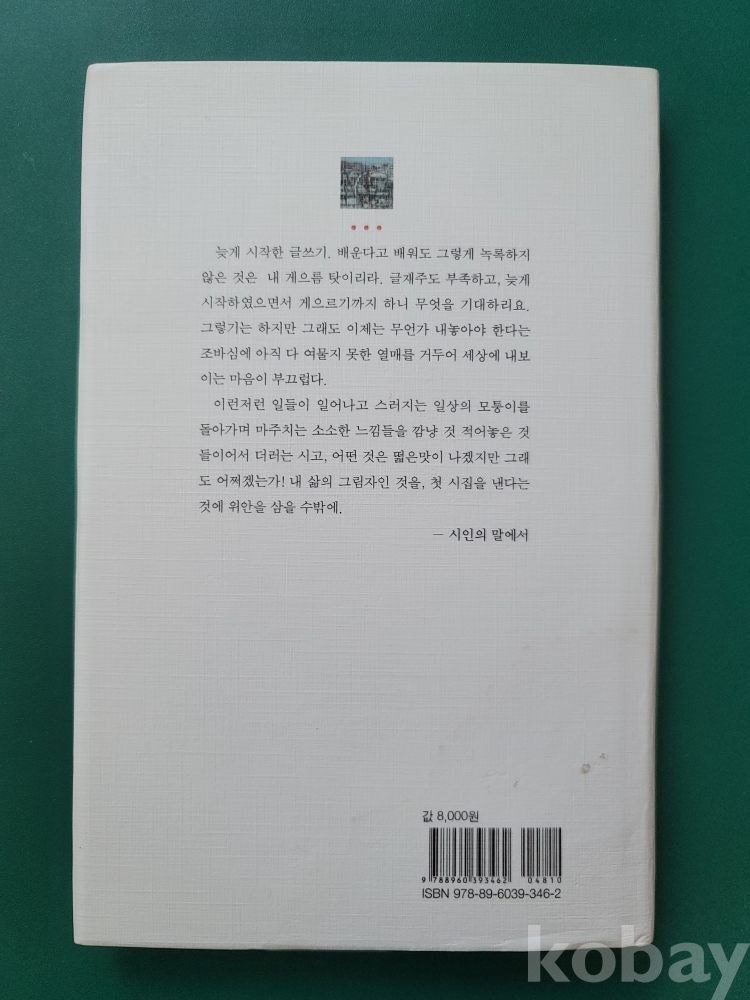 늦게 시작한 글쓰기. 배운다고 배워도 그렇게 녹록하지
않은 것은 내 게으름 탓이리라. 글재주도 부족하고, 늦게
시작하였으면서 게으르기까지 하니 무엇을 기대하리요.
그렇기는 하지만 그래도 이제는 무언가 내놓아야 한다는
조바심에 아직 다 여물지 못한 열매를 거두어 세상에 내보
이는 마음이 부끄럽다.
이런저런 일들이 일어나고 스러지는 일상의 모퉁이를
돌아가며 마주치는 소소한 느낌들을 깜냥 것 적어놓은 것
들이어서 더러는 시고, 어떤 것은 떫은맛이 나겠지만 그래
도 어쩌겠는가! 내 삶의 그림자인 것을, 첫 시집을 낸다는
것에 위안을 삼을 수밖에.
― 시인의 말에서
값 8,000원
9 788960 393462
04810
ISBN 978-89-6039-346-2
kobay